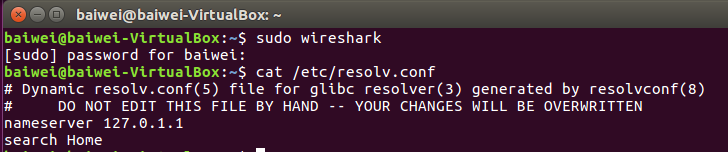 baiwei@baiwei-VirtualBox: ~
baiwei@baiwei-VirtualBox:~$ sudo wireshark
[sudo] password for baiwei:
baiwei@baiwei-VirtualBox:~$ cat /etc/resolv.conf
# Dynamic resolv.conf(5) file for glibc resolver(3) generated by resolvconf(8)
#     DO NOT EDIT THIS FILE BY HAND -- YOUR CHANGES WILL BE OVERWRITTEN
nameserver 127.0.1.1
search Home